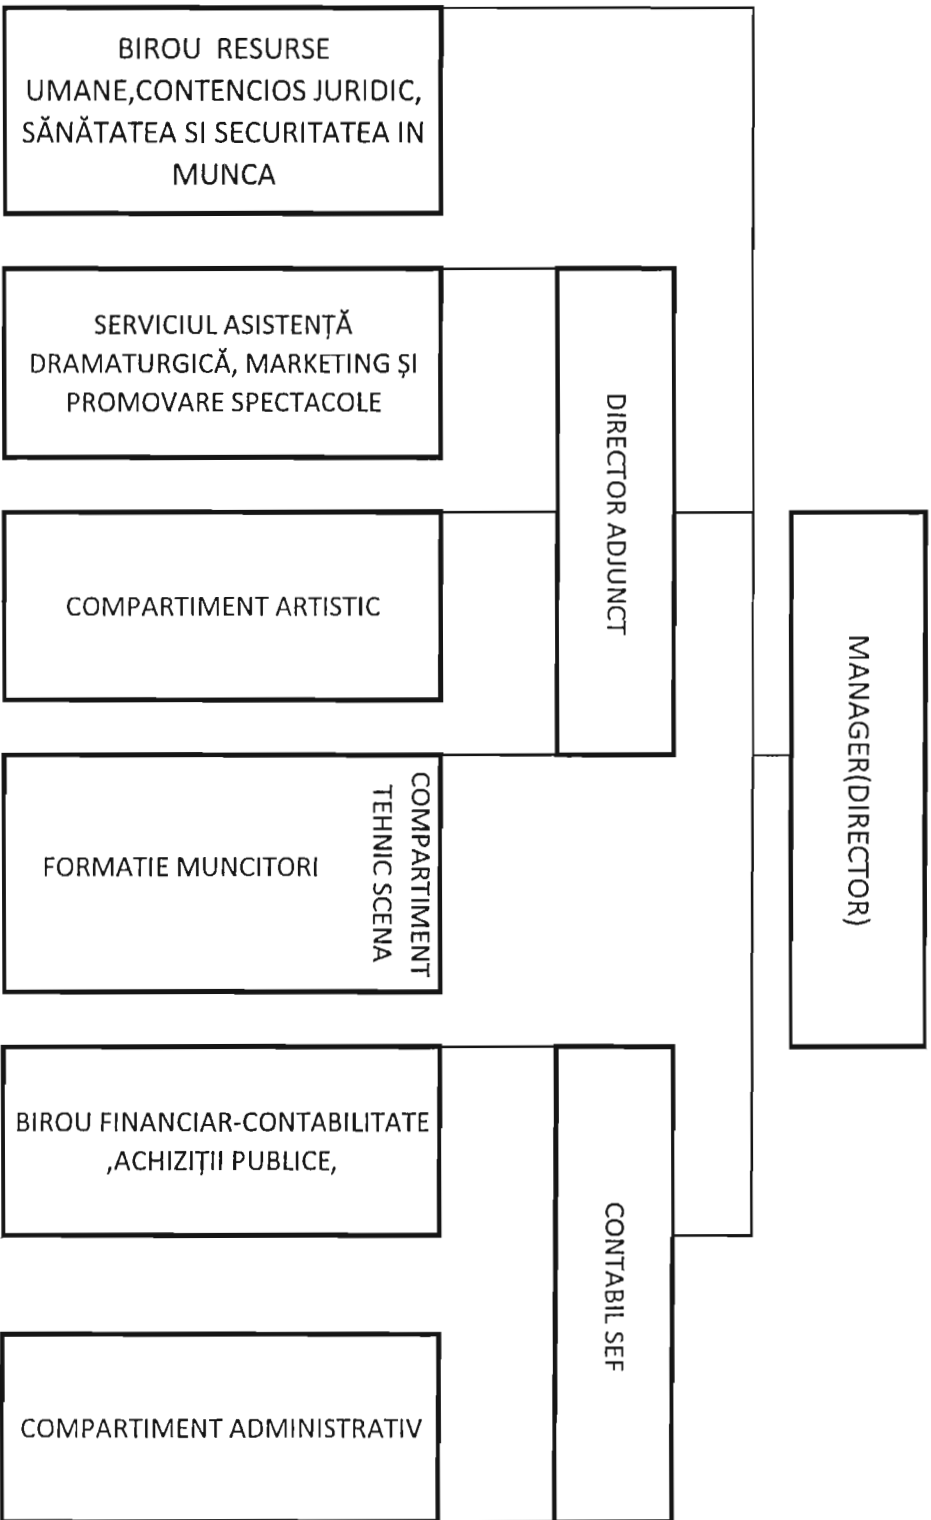 BIROU RESURSE
UMANE,CONTENCIOS JURIDIC,
SĂNĂTATEA SI SECURITATEA IN
MUNCA
SERVICIUL ASISTENȚĂ
DRAMATURGICĂ, MARKETING ȘI
PROMOVARE SPECTACOLE
COMPARTIMENT ARTISTIC
COMPARTIMENT
TEHNIC SCENA
FORMATIE MUNCITORI
BIROU FINANCIAR-CONTABILITATE
,ACHIZIȚII PUBLICE,
COMPARTIMENT ADMINISTRATIV
DIRECTOR ADJUNCT
CONTABIL SEF
MANAGER(DIRECTOR)